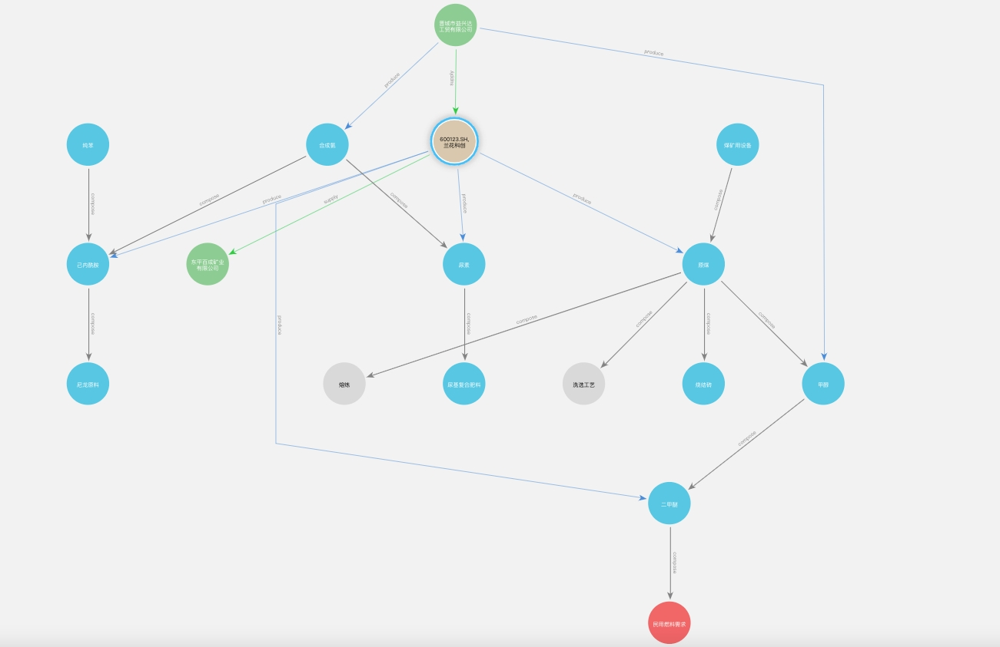 晋城市益兴达
工贸有限公司
produce
produce
supply
纯苯
合成氨
600123.SH,
兰花科创
煤矿用设备
compose
compose
produce
supply
compose
produce
produce
compose
己内酰胺
东平百成矿业
有限公司
尿素
原煤
compose
produce
compose
compose
compose
compose
compose
尼龙原料
熔炼
尿基复合肥料
洗选工艺
烧结砖
甲醇
compose
二甲醚
compose
民用燃料需求